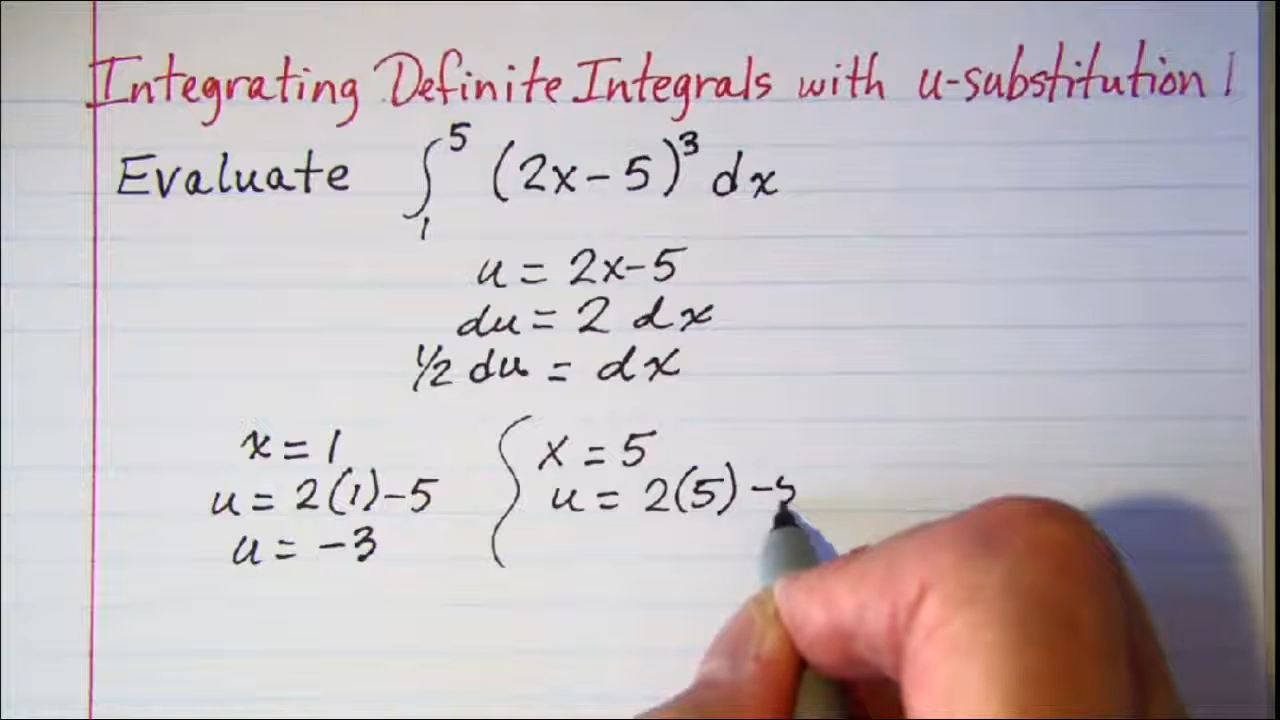 Integrating Definite Integrals with u-substitution!
Evaluate ∫₁⁵ (2x-5)³ dx
u = 2x-5
du = 2 dx
1/2 du = dx
x = 1
u = 2(1)-5
u = -3
x = 5
u = 2(5) -5